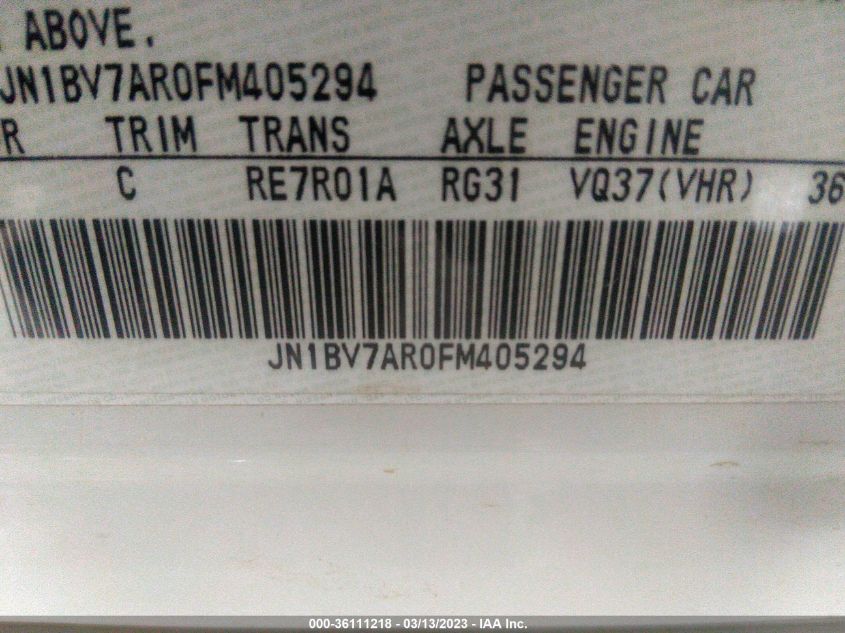 ABOVE.
JN1BV7AR0FM405294 PASSENGER CAR
R TRIM TRANS AXLE ENGINE
C RE7R01A RG31 VQ37(VHR) 36
JN1BV7AR0FM405294
000-36111218 - 03/13/2023 - IAA Inc.